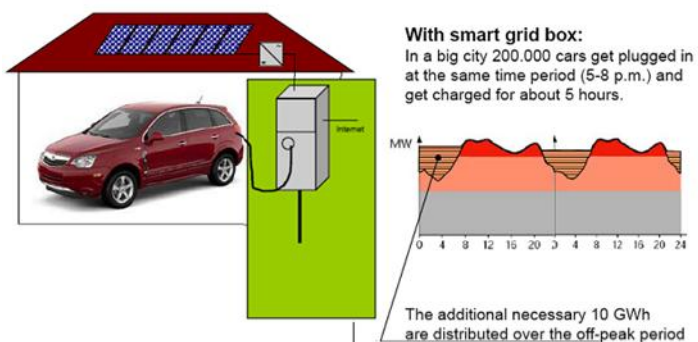 With smart grid box:
In a big city 200.000 cars get plugged in
at the same time period (5-8 p.m.) and
get charged for about 5 hours.
Internet
MW
0 4 8 12 16 20 0 4 8 12 16 20 24
The additional necessary 10 GWh
are distributed over the off-peak period